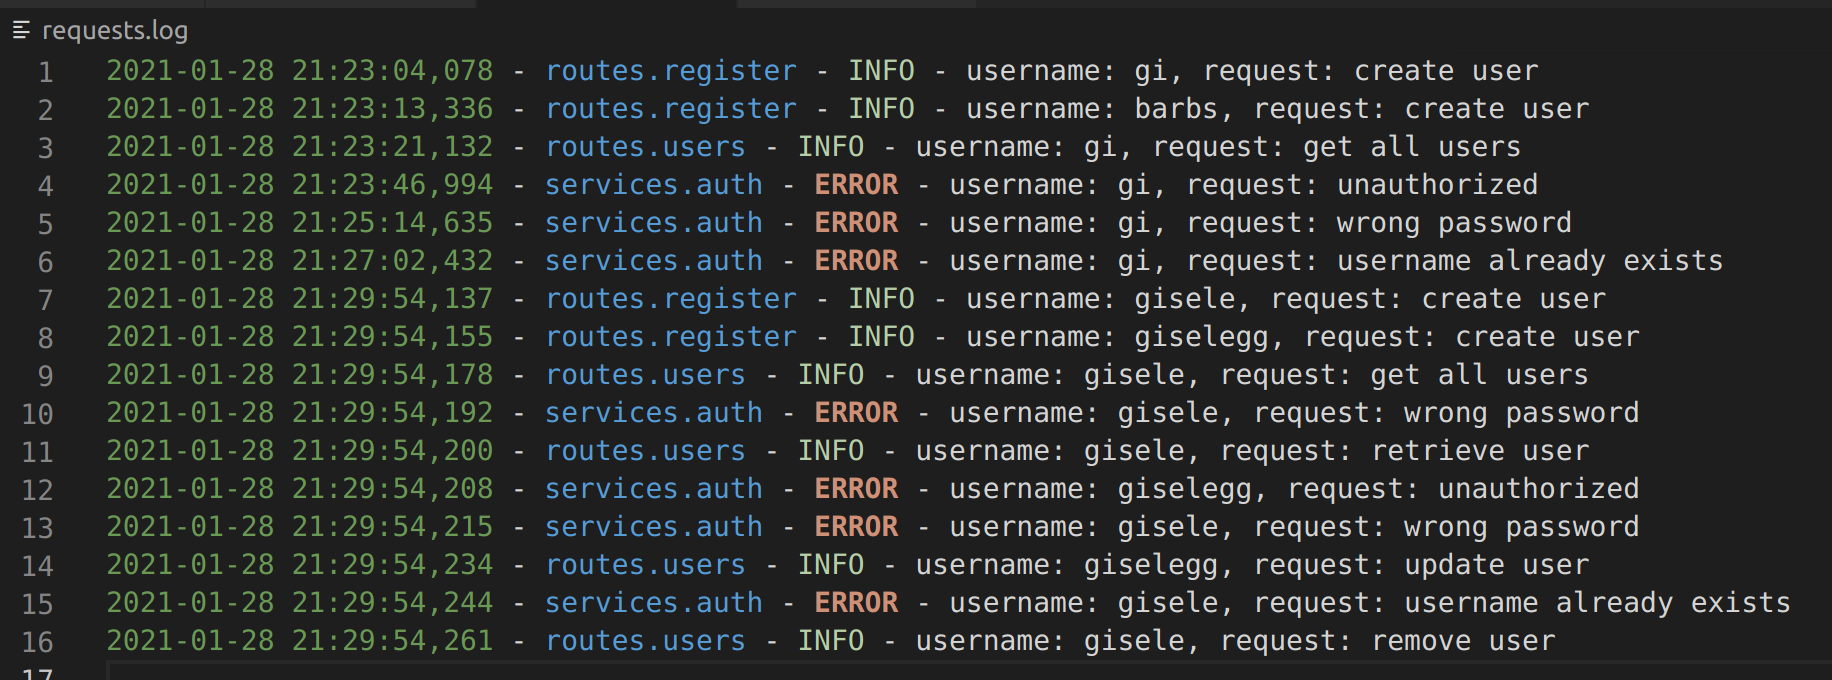 requests.log
1 2021-01-28 21:23:04,078 - routes.register - INFO - username: gi, request: create user
2 2021-01-28 21:23:13,336 - routes.register - INFO - username: barbs, request: create user
3 2021-01-28 21:23:21,132 - routes.users - INFO - username: gi, request: get all users
4 2021-01-28 21:23:46,994 - services.auth - ERROR - username: gi, request: unauthorized
5 2021-01-28 21:25:14,635 - services.auth - ERROR - username: gi, request: wrong password
6 2021-01-28 21:27:02,432 - services.auth - ERROR - username: gi, request: username already exists
7 2021-01-28 21:29:54,137 - routes.register - INFO - username: gisele, request: create user
8 2021-01-28 21:29:54,155 - routes.register - INFO - username: giselegg, request: create user
9 2021-01-28 21:29:54,178 - routes.users - INFO - username: gisele, request: get all users
10 2021-01-28 21:29:54,192 - services.auth - ERROR - username: gisele, request: wrong password
11 2021-01-28 21:29:54,200 - routes.users - INFO - username: gisele, request: retrieve user
12 2021-01-28 21:29:54,208 - services.auth - ERROR - username: giselegg, request: unauthorized
13 2021-01-28 21:29:54,215 - services.auth - ERROR - username: gisele, request: wrong password
14 2021-01-28 21:29:54,234 - routes.users - INFO - username: giselegg, request: update user
15 2021-01-28 21:29:54,244 - services.auth - ERROR - username: gisele, request: username already exists
16 2021-01-28 21:29:54,261 - routes.users - INFO - username: gisele, request: remove user
17